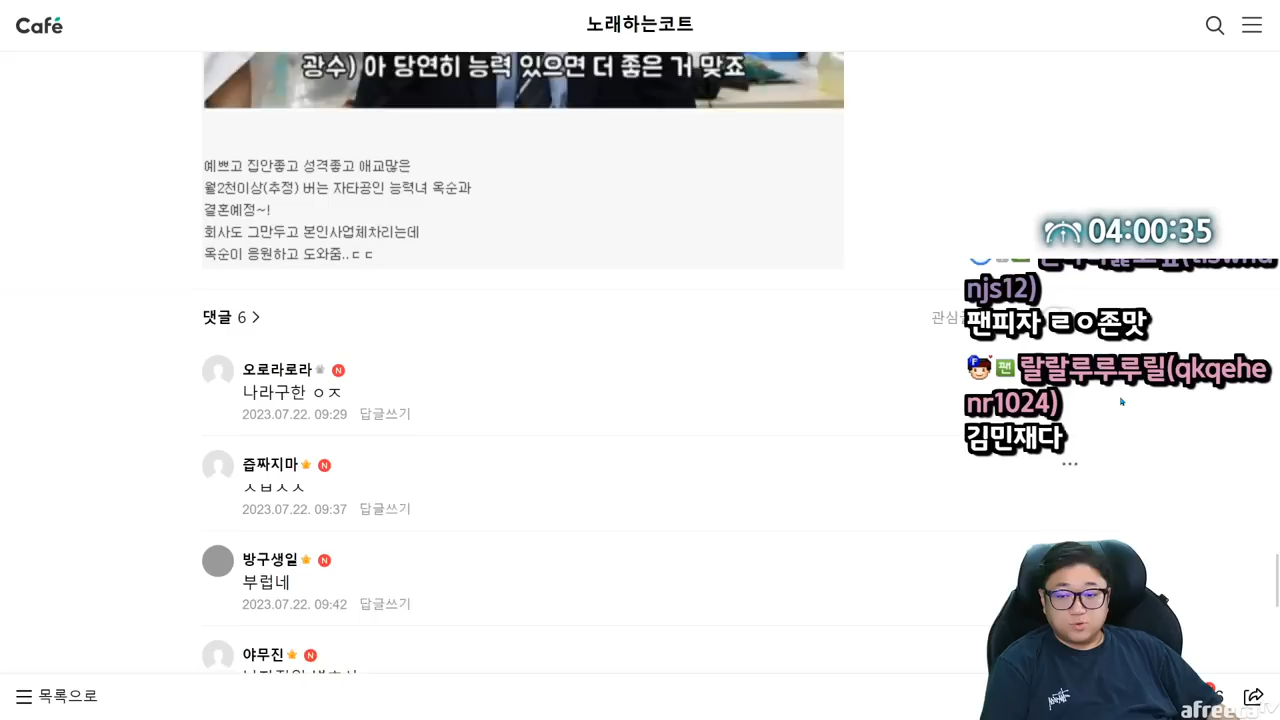 Café
노래하는코트
광수) 아 당연히 능력 있으면 더 좋은 거 맞죠
예쁘고 집안좋고 성격좋고 애교많은
월2천이상(추정) 버는 자타공인 능력녀 옥순과
결혼예정~!
회사도 그만두고 본인사업체차리는데
옥순이 응원하고 도와줌..ㄷㄷ
04:00:35
njs12)
팬피자 ㄹㅇ존맛
댓글 6
팬 랄랄루루루릴(qkqehe
nr1024)
김민재다
오로라로라 N
나라구한 ㅇㅈ
2023.07.22. 09:29 답글쓰기
즙짜지마 N
ㅅㅂㅅㅅ
2023.07.22. 09:37 답글쓰기
방구생일 N
부럽네
2023.07.22. 09:42 답글쓰기
야무진 N
목록으로
afreecaTV